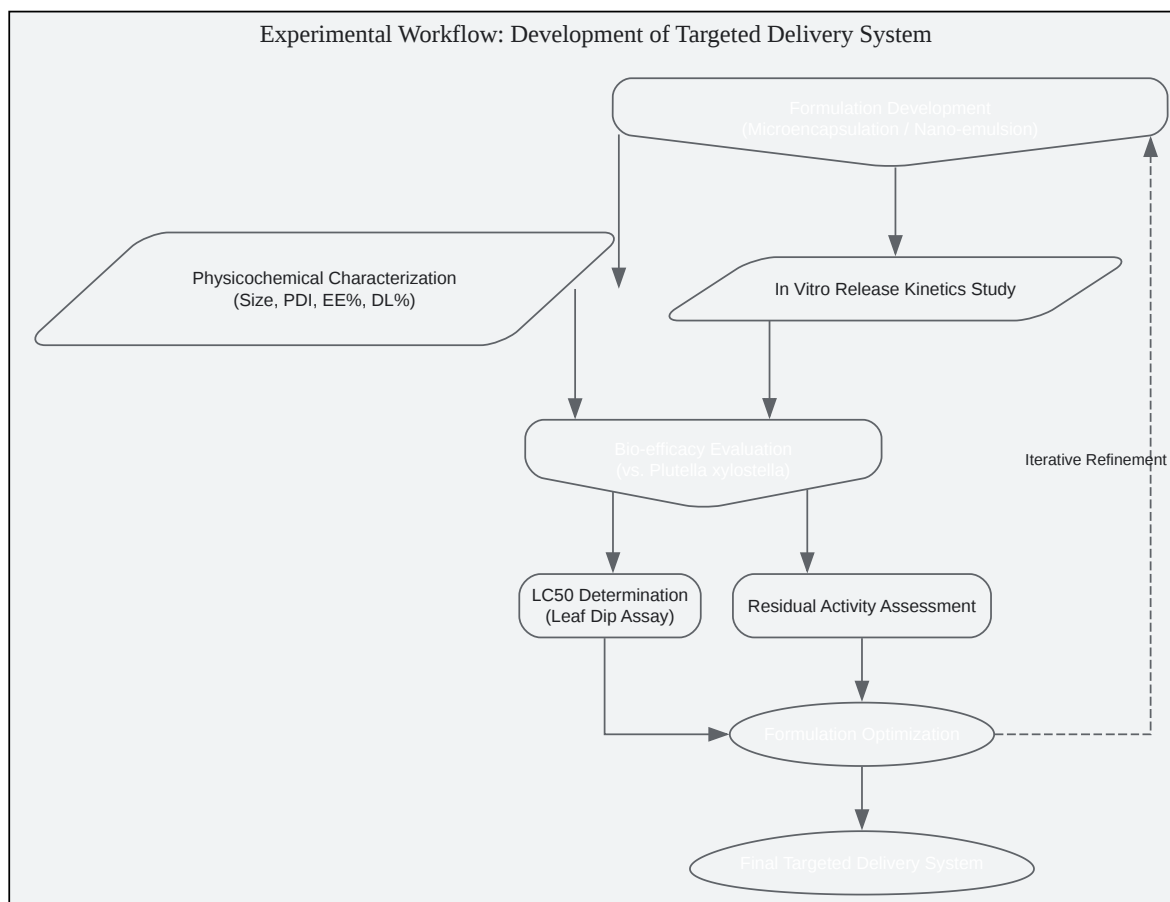 Experimental Workflow: Development of Targeted Delivery System
Formulation Development
(Microencapsulation / Nano-emulsion)
Physicochemical Characterization
(Size, PDI, EE%, DL%)
In Vitro Release Kinetics Study
Bio-efficacy Evaluation
(vs. Plutella xylostella)
Iterative Refinement
LC50 Determination
(Leaf Dip Assay)
Residual Activity Assessment
Formulation Optimization
Final Targeted Delivery System